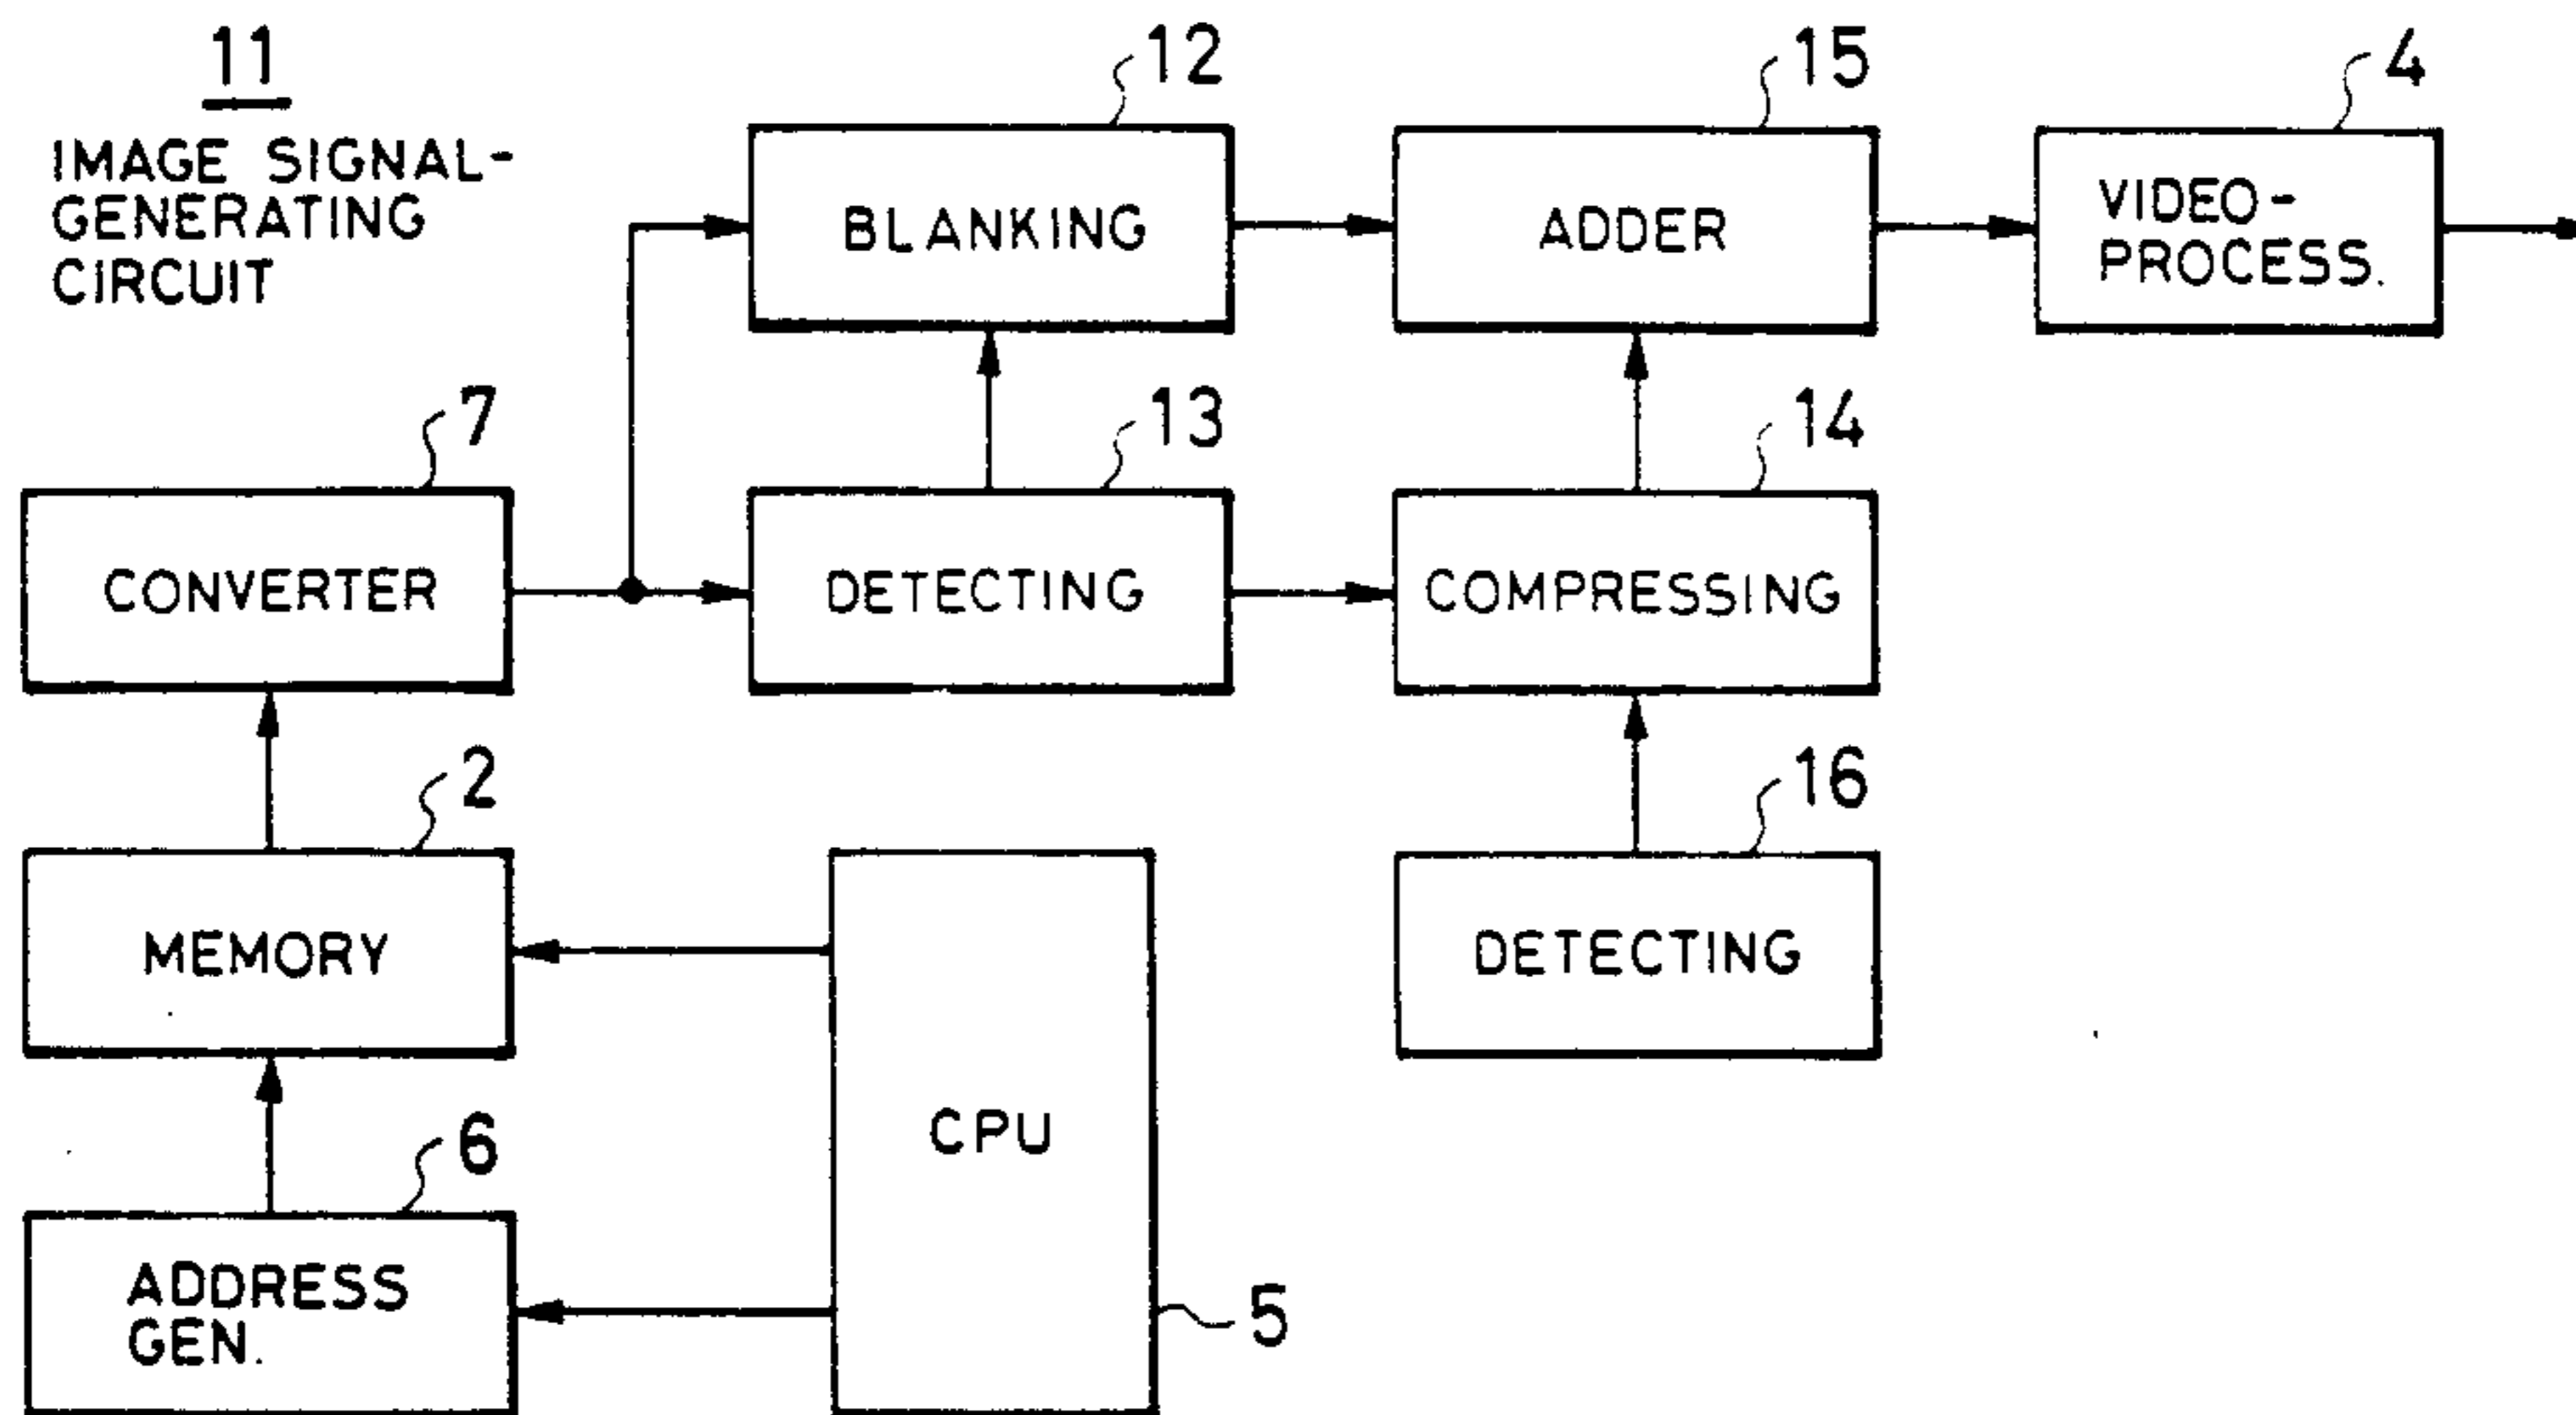 11
IMAGE SIGNAL-
GENERATING
CIRCUIT
12
BLANKING
15
ADDER
4
VIDEO-
PROCESS.
7
CONVERTER
13
DETECTING
14
COMPRESSING
2
MEMORY
16
DETECTING
CPU
5
6
ADDRESS
GEN.